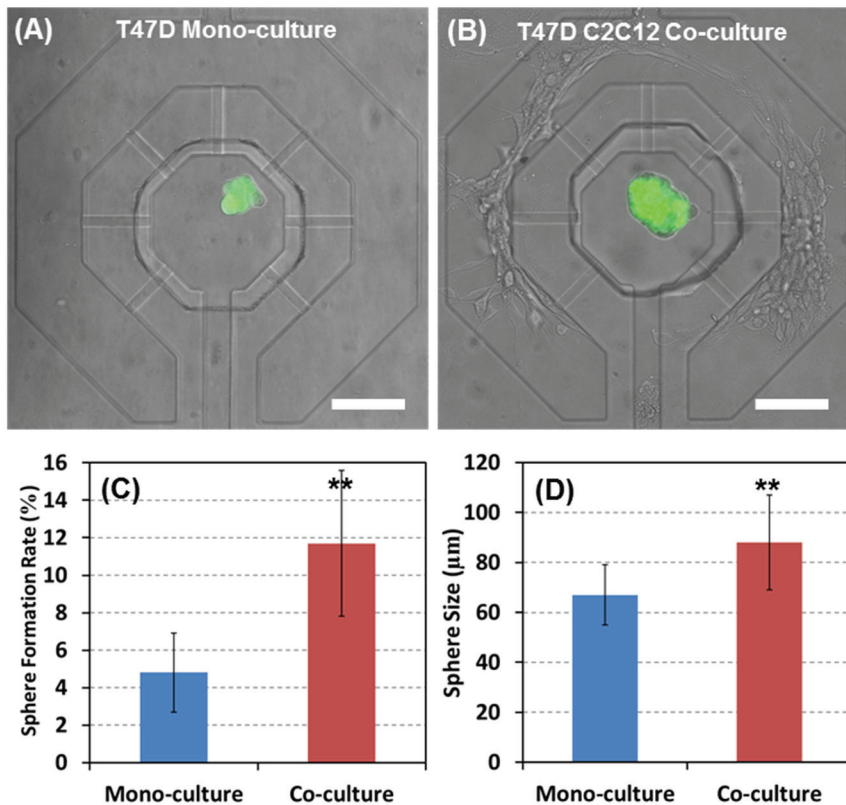 (A) T47D Mono-culture
(B) T47D C2C12 Co-culture
(C)
Sphere Formation Rate (%)
16
14
12
10
8
6
4
2
0
**
Mono-culture Co-culture
(D)
Sphere Size (μm)
120
100
80
60
40
20
0
**
Mono-culture Co-culture